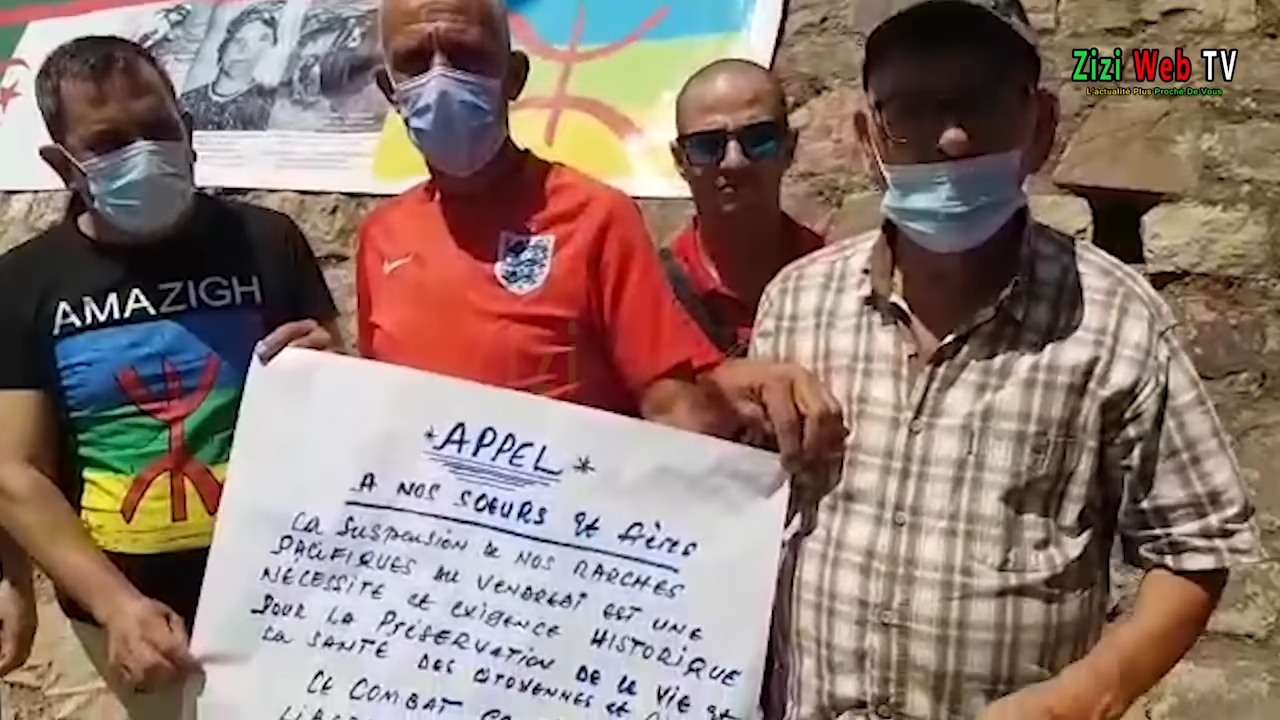 Zizi Web TV
L'actualité Plus Proche De Vous
AMAZIGH
*APPEL*
A NOS SOEURS et frères
LA SUSPENSION de NOS MARCHES
PACIFIQUES du VENDREDI EST UNE
NECESSITE et EXIGENCE HISTORIQUE
POUR LA PRéSERVATION DE LA VIE et
LA SANTÉ DES CITOYENNES et
CE COMBAT